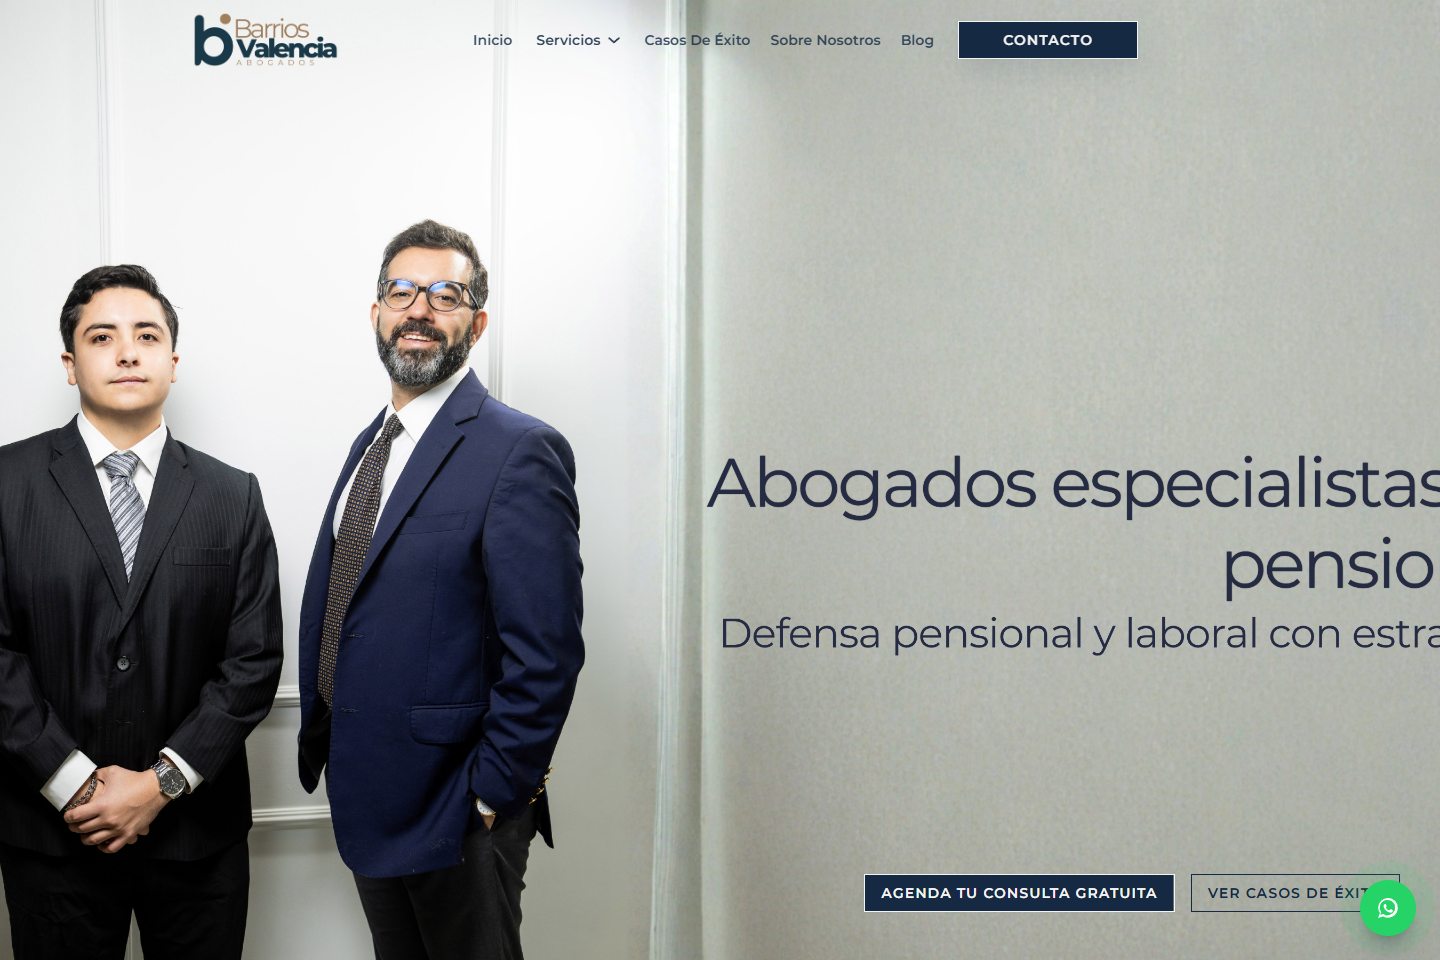 Barrios
Valencia
ABOGADOS
Inicio
Servicios
Casos De Éxito
Sobre Nosotros
Blog
CONTACTO
Abogados especialistas
pensio
Defensa pensional y laboral con estra
AGENDA TU CONSULTA GRATUITA
VER CASOS DE ÉXIT